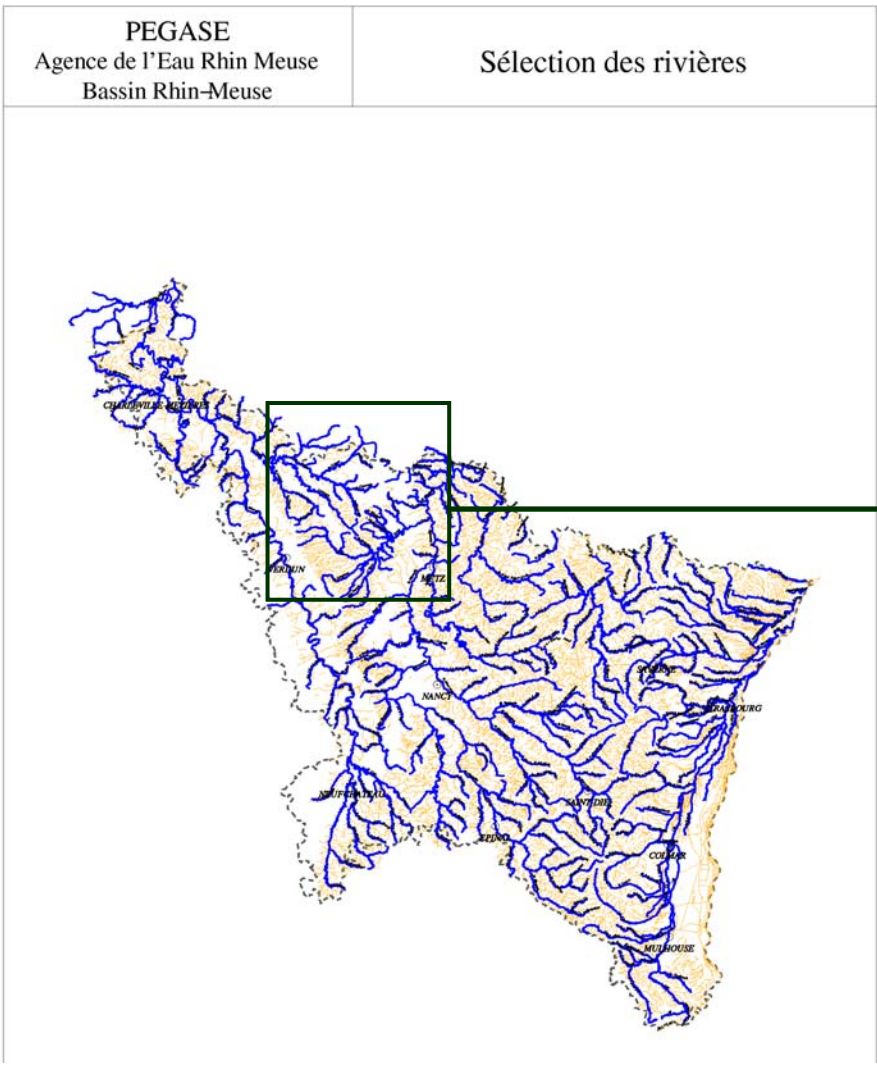 PEGASE
Agence de l'Eau Rhin Meuse
Bassin Rhin-Meuse
Sélection des rivières
CHARLEVILLE-MEZIERES
VERDUN
METZ
SAVERNE
NANCY
STRASBOURG
NEUFCHATEAU
SAINT-DIE
EPINAL
COLMAR
MULHOUSE